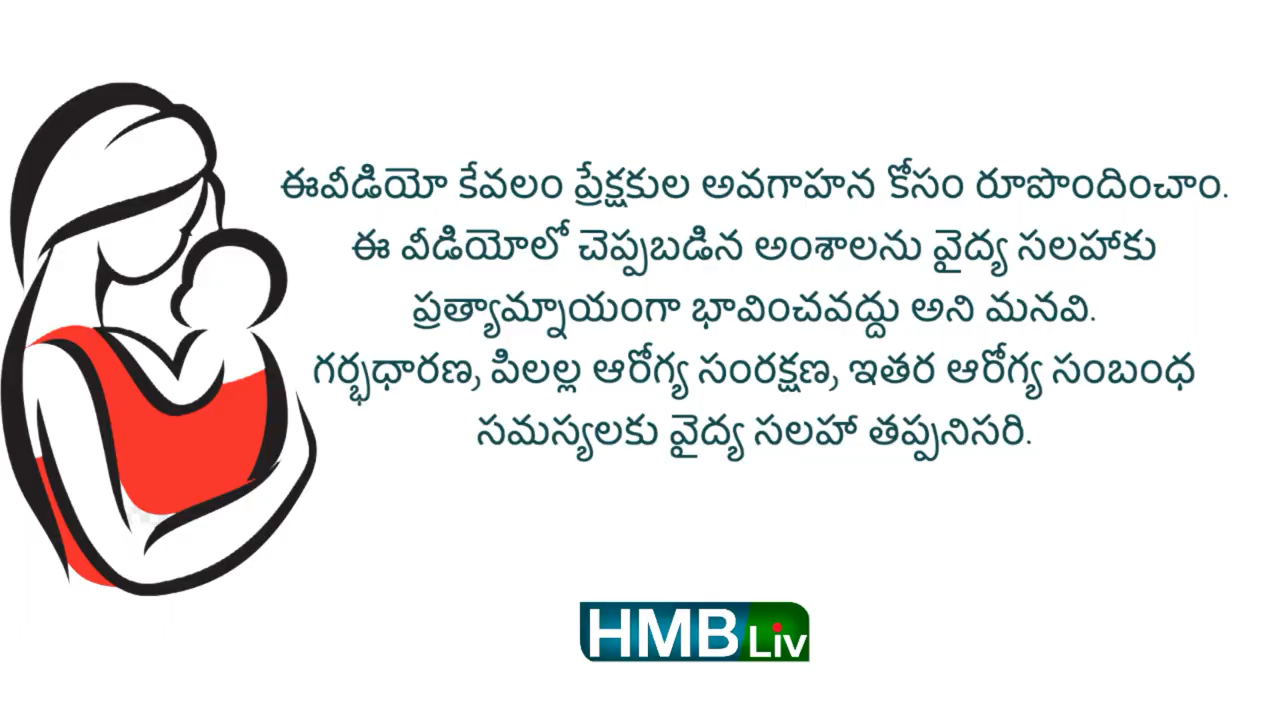 ఈవీడియో కేవలం ప్రేక్షకుల అవగాహన కోసం రూపొందించాం.
ఈ వీడియోలో చెప్పబడిన అంశాలను వైద్య సలహాకు
ప్రత్యామ్నాయంగా భావించవద్దు అని మనవి.
గర్భధారణ, పిలల్ల ఆరోగ్య సంరక్షణ, ఇతర ఆరోగ్య సంబంధ
సమస్యలకు వైద్య సలహా తప్పనిసరి.
HMB Liv